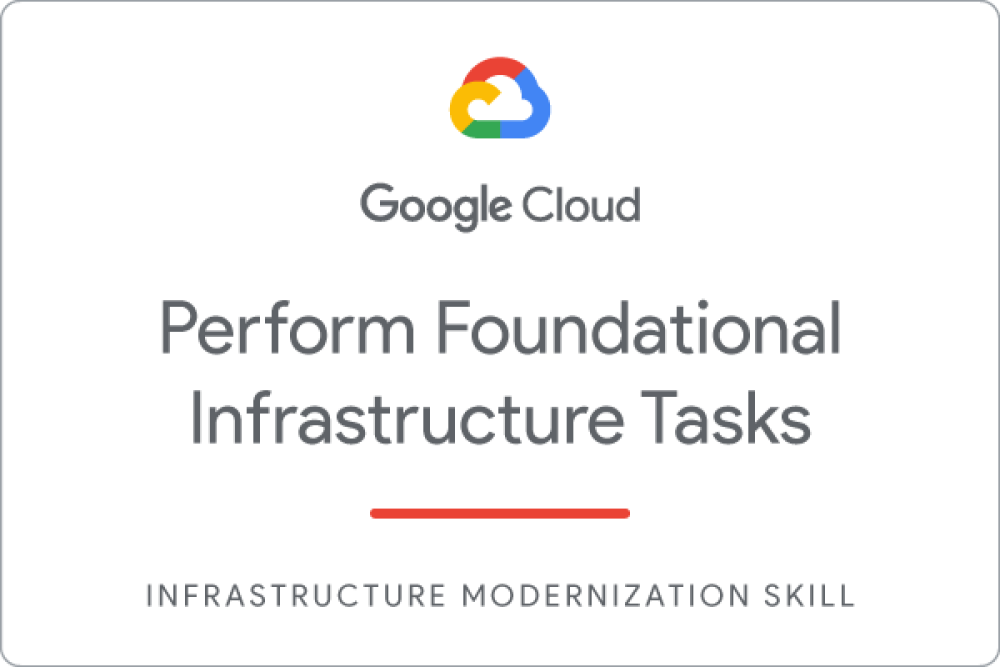 Google Cloud
Perform Foundational
Infrastructure Tasks
INFRASTRUCTURE MODERNIZATION SKILL